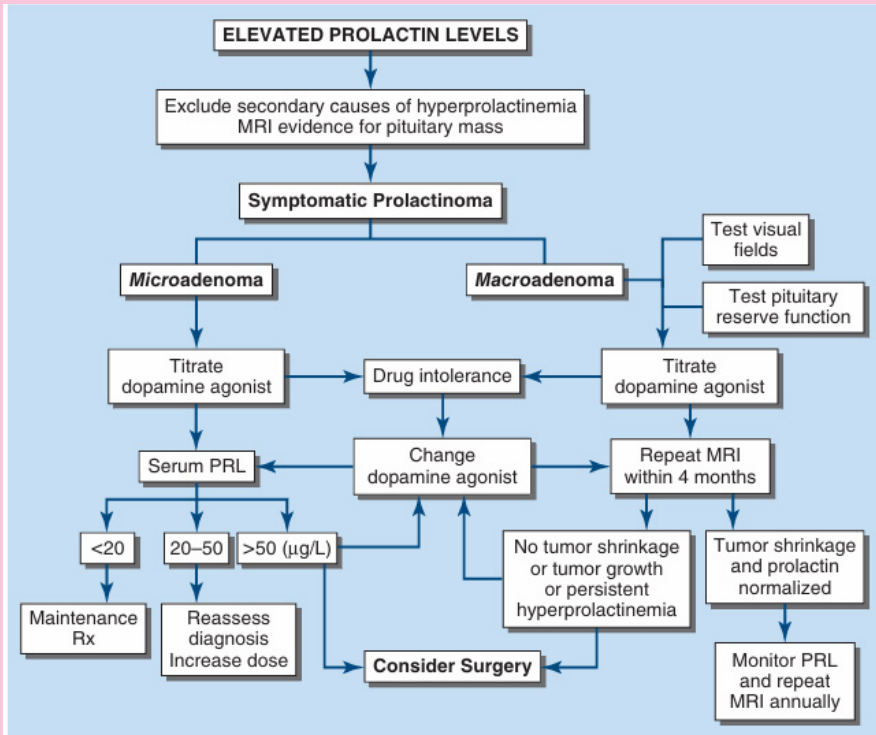 ELEVATED PROLACTIN LEVELS
Exclude secondary causes of hyperprolactinemia
MRI evidence for pituitary mass
Symptomatic Prolactinoma
Microadenoma
Macroadenoma
Test visual
fields
Test pituitary
reserve function
Titrate
dopamine agonist
Drug intolerance
Titrate
dopamine agonist
Serum PRL
Change
dopamine agonist
Repeat MRI
within 4 months
<20
20–50
>50 (μg/L)
No tumor shrinkage
or tumor growth
or persistent
hyperprolactinemia
Tumor shrinkage
and prolactin
normalized
Maintenance
Rx
Reassess
diagnosis
Increase dose
Consider Surgery
Monitor PRL
and repeat
MRI annually